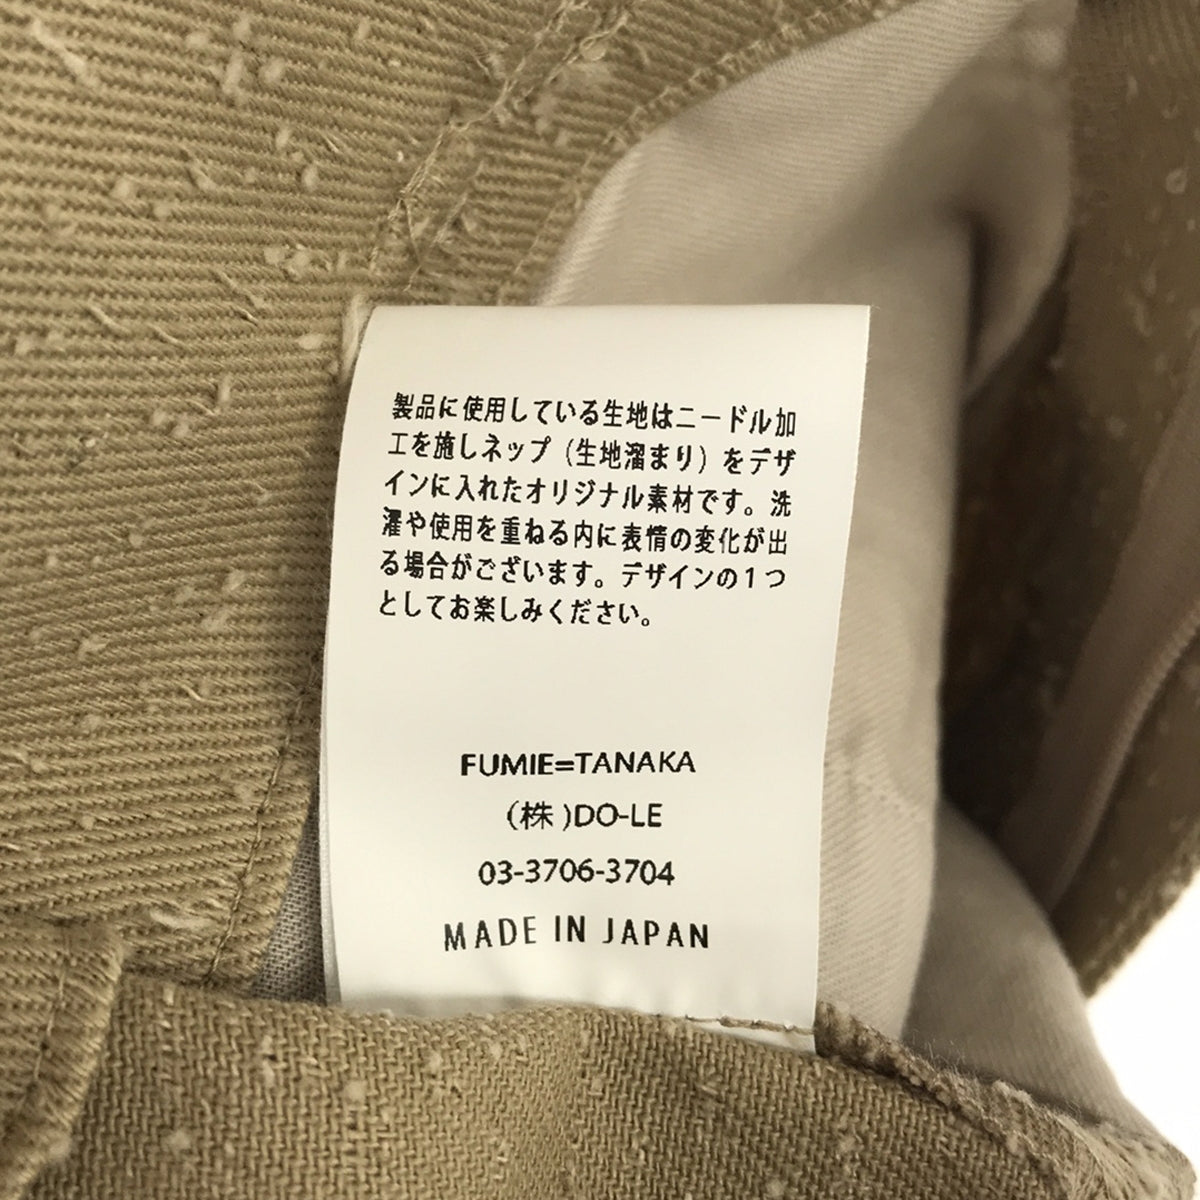 製品に使用している生地はニードル加
工を施しネップ（生地溜まり）をデザ
インに入れたオリジナル素材です。洗
濯や使用を重ねる内に表情の変化が出
る場合がございます。デザインの１つ
としてお楽しみください。
FUMIE=TANAKA
（株）DO-LE
03-3706-3704
MADE IN JAPAN